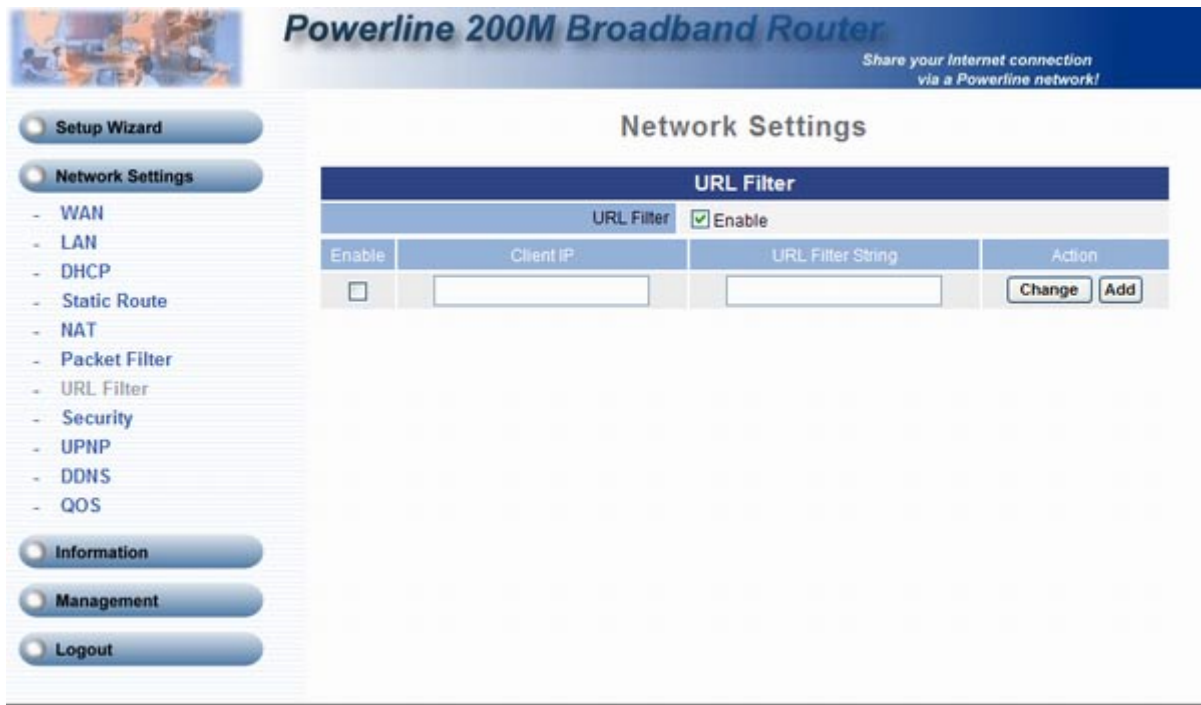 Powerline 200M Broadband Router
Share your Internet connection
via a Powerline network!
Setup Wizard
Network Settings
- WAN
- LAN
- DHCP
- Static Route
- NAT
- Packet Filter
- URL Filter
- Security
- UPNP
- DDNS
- QOS
Information
Management
Logout
Network Settings
URL Filter
URL Filter Enable
Enable Client IP URL Filter String Action
Change Add